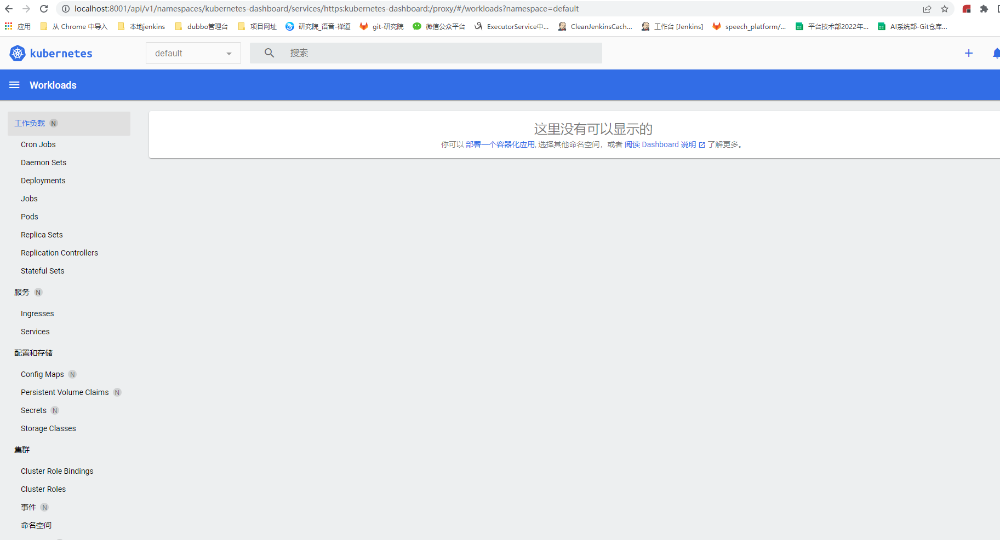 localhost:8001/api/v1/namespaces/kubernetes-dashboard/services/https:kubernetes-dashboard:/proxy/#/workloads?namespace=default
应用 从 Chrome 中导入 本地jenkins dubbo管理台 项目网址 研究院_语音-禅道 git-研究院 微信公众平台 ExecutorService中... CleanJenkinsCach... 工作台 [Jenkins] speech_platform/... 平台技术部2022年... AI系统部-Git仓库...
kubernetes default 搜索
Workloads
工作负载 N
Cron Jobs
Daemon Sets
Deployments
Jobs
Pods
Replica Sets
Replication Controllers
Stateful Sets
服务 N
Ingresses
Services
配置和存储
Config Maps N
Persistent Volume Claims N
Secrets N
Storage Classes
集群
Cluster Role Bindings
Cluster Roles
事件 N
命名空间
这里没有可以显示的
你可以 部署一个容器化应用, 选择其他命名空间，或者 阅读 Dashboard 说明 了解更多。